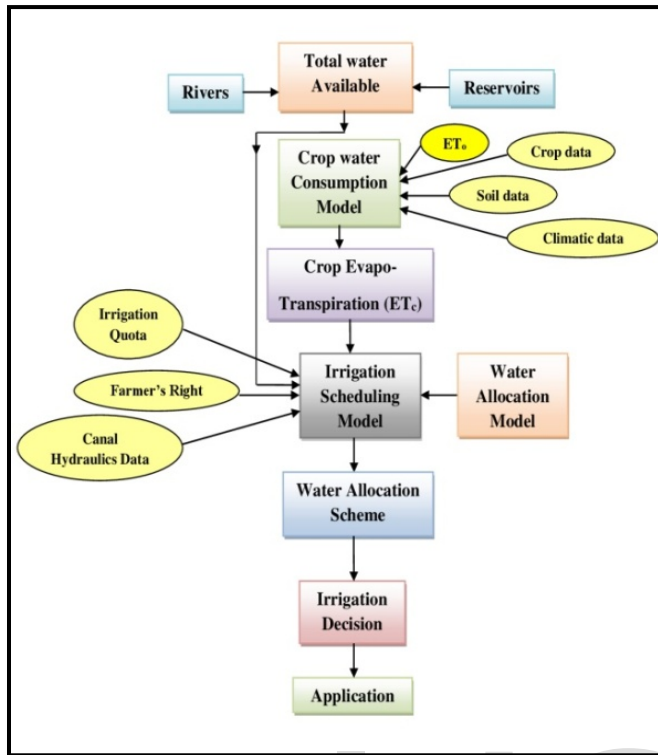 Total water
Available
Rivers
Reservoirs
ETₒ
Crop data
Crop water
Consumption
Model
Soil data
Climatic data
Crop Evapo-
Transpiration (ET꜀)
Irrigation
Quota
Farmer's Right
Canal
Hydraulics Data
Irrigation
Scheduling
Model
Water
Allocation
Model
Water Allocation
Scheme
Irrigation
Decision
Application